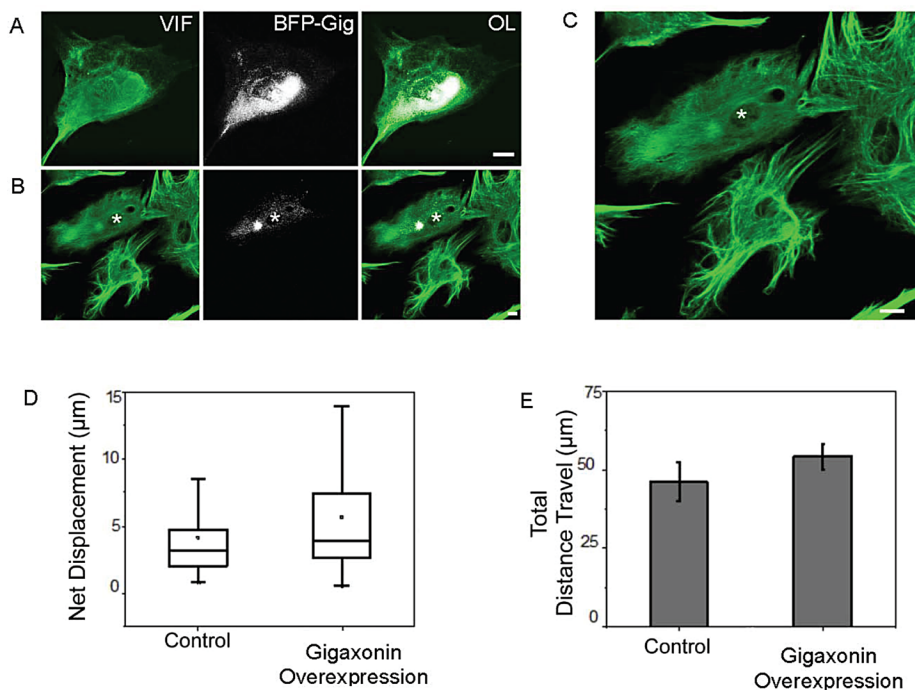 A
VIF
BFP-Gig
OL
B
*
*
*
C
*
D
Net Displacement (µm)
15
10
5
0
Control
Gigaxonin
Overexpression
E
Total
Distance Travel (µm)
75
50
25
0
Control
Gigaxonin
Overexpression